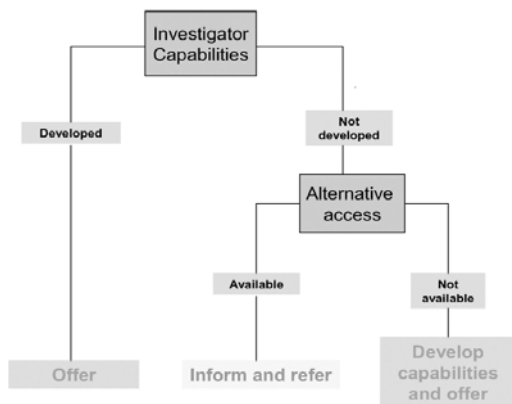 Investigator
Capabilities
Developed
Not
developed
Alternative
access
Available
Not
available
Offer
Inform and refer
Develop
capabilities
and offer